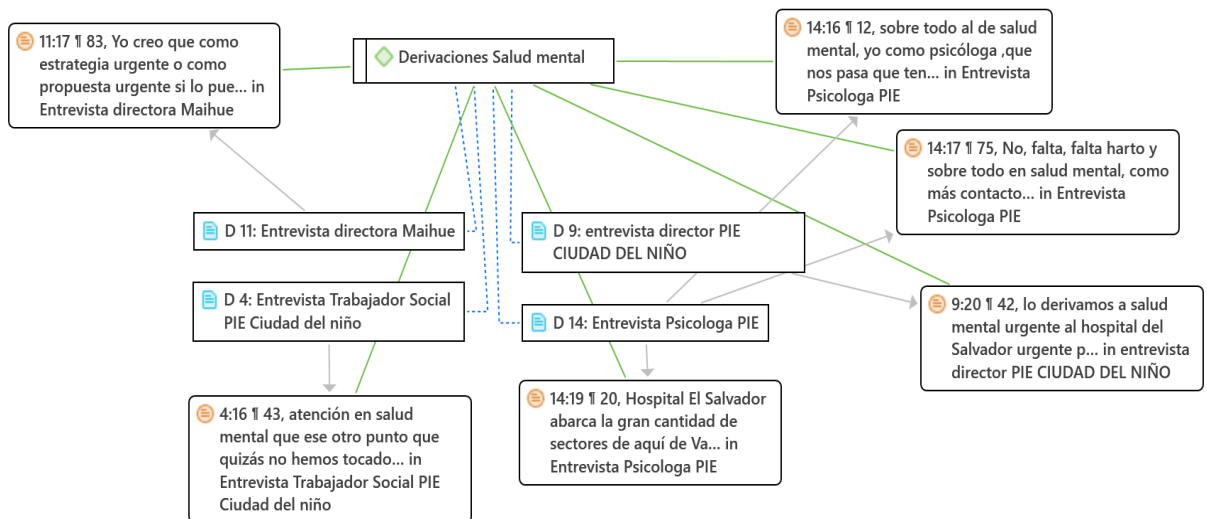 11:17 ¶ 83, Yo creo que como
estrategia urgente o como
propuesta urgente si lo pue... in
Entrevista directora Maihue
Derivaciones Salud mental
14:16 ¶ 12, sobre todo al de salud
mental, yo como psicóloga ,que
nos pasa que ten... in Entrevista
Psicologa PIE
14:17 ¶ 75, No, falta, falta harto y
sobre todo en salud mental, como
más contacto... in Entrevista
Psicologa PIE
D 11: Entrevista directora Maihue
D 9: entrevista director PIE
CIUDAD DEL NIÑO
D 4: Entrevista Trabajador Social
PIE Ciudad del niño
D 14: Entrevista Psicologa PIE
9:20 ¶ 42, lo derivamos a salud
mental urgente al hospital del
Salvador urgente p... in entrevista
director PIE CIUDAD DEL NIÑO
4:16 ¶ 43, atención en salud
mental que ese otro punto que
quizás no hemos tocado... in
Entrevista Trabajador Social PIE
Ciudad del niño
14:19 ¶ 20, Hospital El Salvador
abarca la gran cantidad de
sectores de aquí de Va... in
Entrevista Psicologa PIE